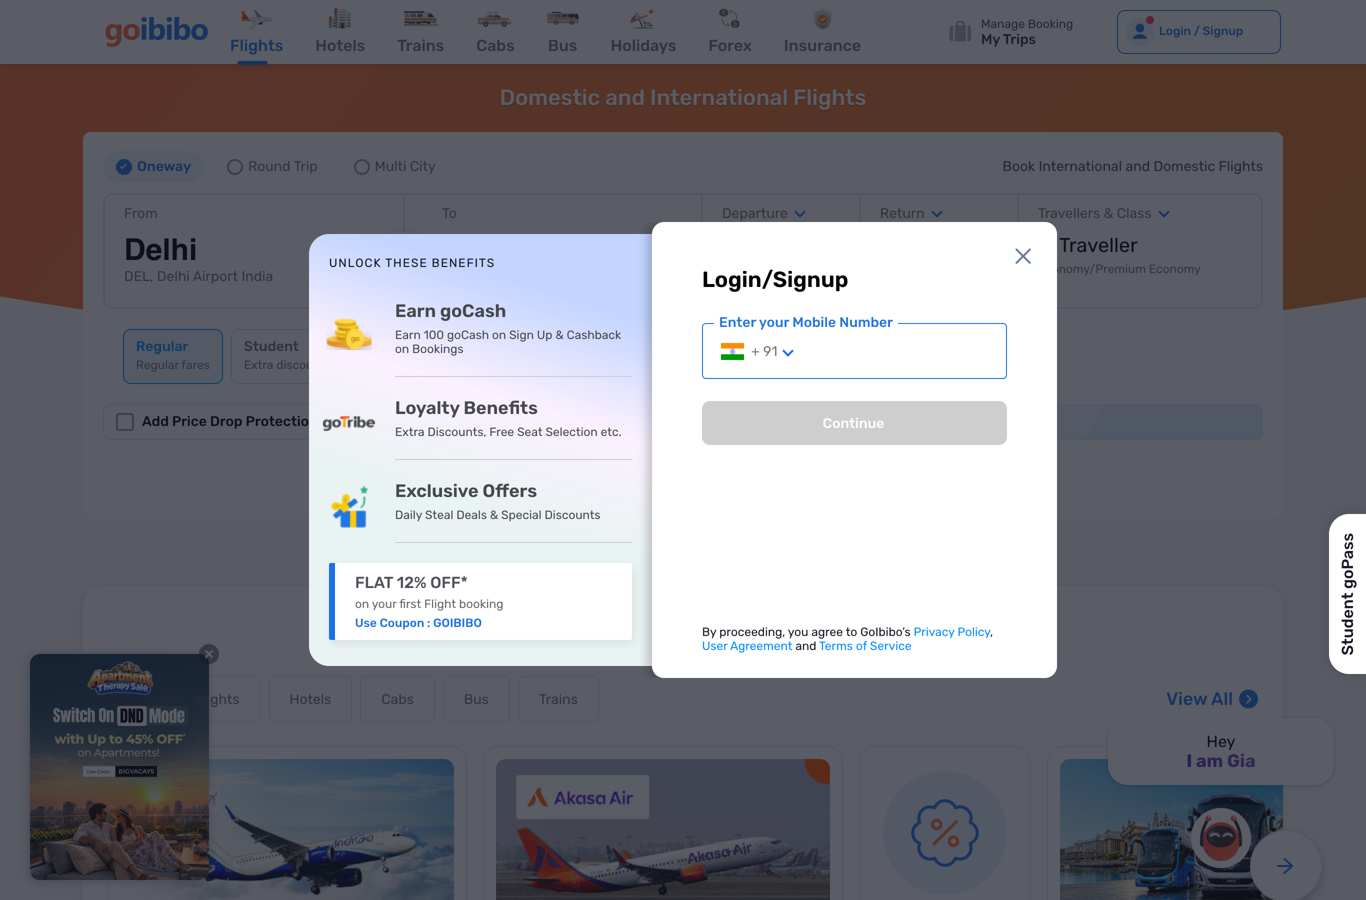 goibibo
Flights
Hotels
Trains
Cabs
Bus
Holidays
Forex
Insurance
Manage Booking
My Trips
Login / Signup
Domestic and International Flights
Oneway
Round Trip
Multi City
Book International and Domestic Flights
From
To
Departure
Return
Travellers & Class
Delhi
Traveller
DEL, Delhi Airport India
nomy/Premium Economy
Regular
Regular fares
Student
Extra discou
Add Price Drop Protectio
UNLOCK THESE BENEFITS
Earn goCash
Earn 100 goCash on Sign Up & Cashback
on Bookings
goTribe
Loyalty Benefits
Extra Discounts, Free Seat Selection etc.
Exclusive Offers
Daily Steal Deals & Special Discounts
FLAT 12% OFF*
on your first Flight booking
Use Coupon : GOIBIBO
Login/Signup
Enter your Mobile Number
+ 91
Continue
By proceeding, you agree to GoIbibo's Privacy Policy,
User Agreement and Terms of Service
Student goPass
ghts
Hotels
Cabs
Bus
Trains
View All
Hey
I am Gia
Apartment
Therapy Sale
Switch On DND Mode
with Up to 45% OFF*
on Apartments!
BIGVACAYS
IndiGo
Akasa Air
Akasa Air